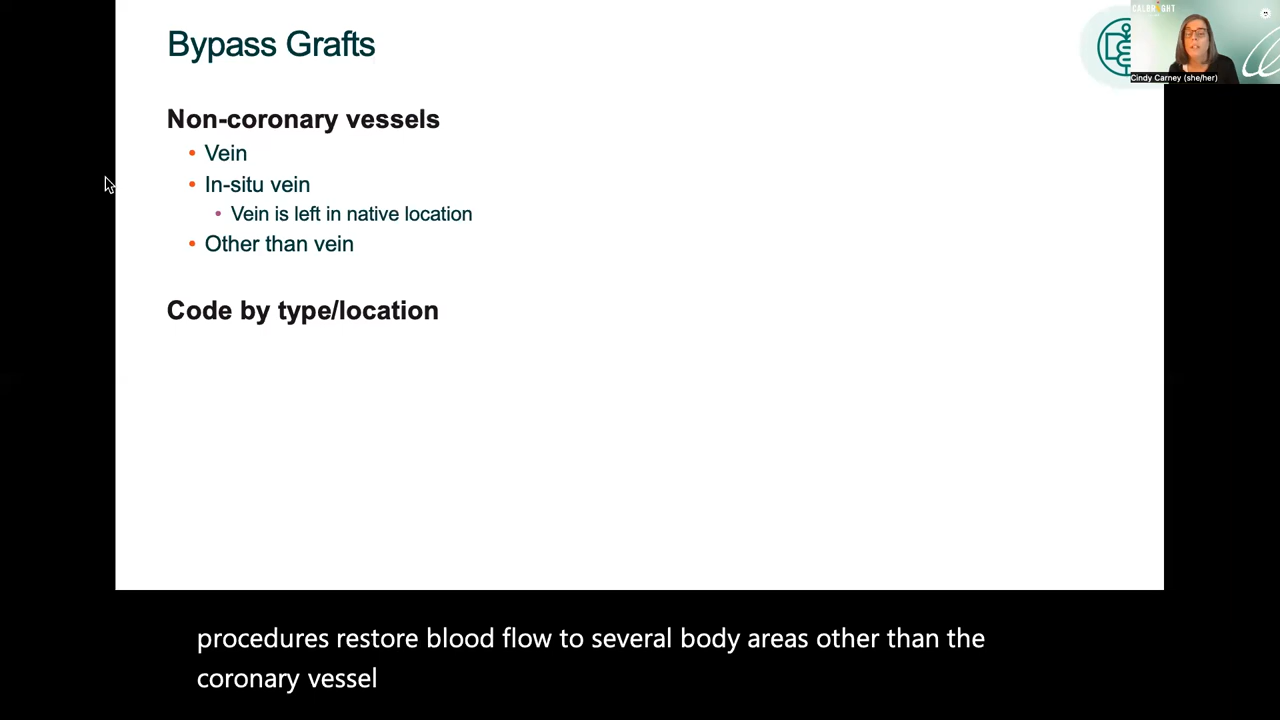 Bypass Grafts
CALBRIGHT
Cindy Carney (she/her)
Non-coronary vessels
• Vein
• In-situ vein
• Vein is left in native location
• Other than vein
Code by type/location
procedures restore blood flow to several body areas other than the
coronary vessel